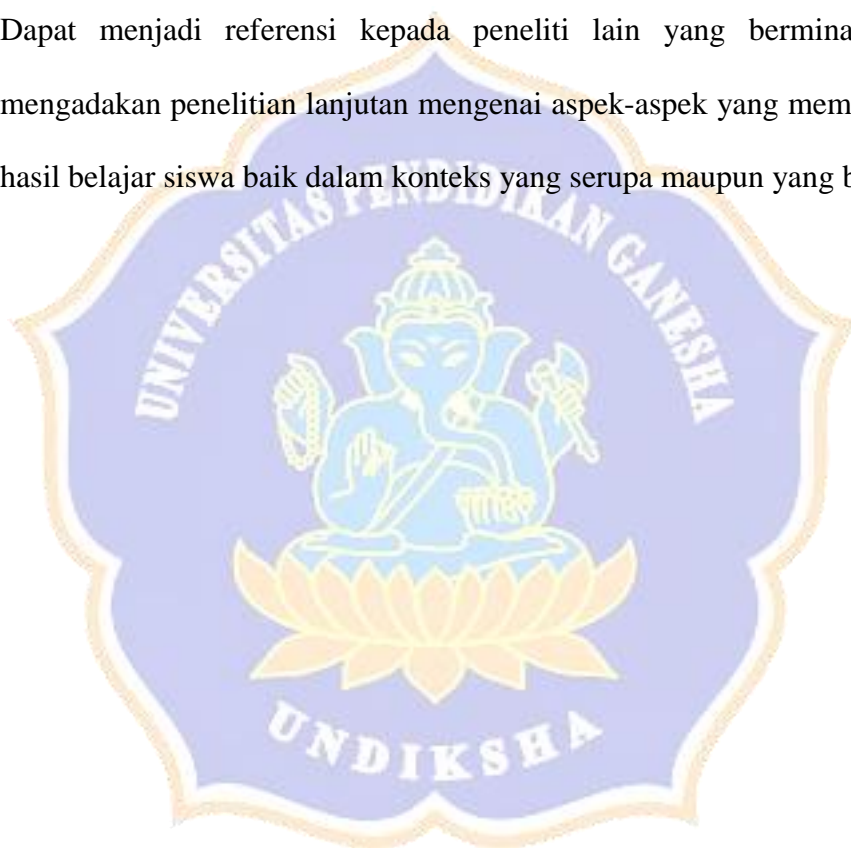 Dapat menjadi referensi kepada peneliti lain yang bermina
mengadakan penelitian lanjutan mengenai aspek-aspek yang mem
hasil belajar siswa baik dalam konteks yang serupa maupun yang b
UNIVERSITAS PENDIDIKAN GANESHA
UNDIKSHA